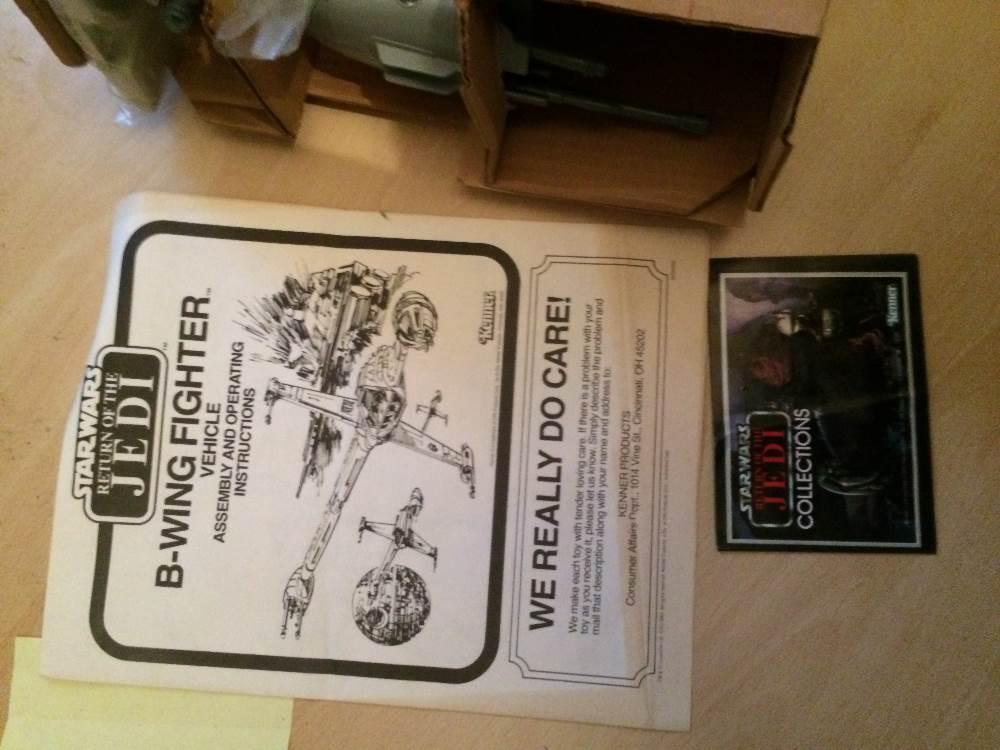 STAR WARS
RETURN OF THE
JEDI
B-WING FIGHTER™
VEHICLE
ASSEMBLY AND OPERATING
INSTRUCTIONS
Kenner
WE REALLY DO CARE!
We make each toy with tender loving care. If there is a problem with your
toy as you receive it, please let us know. Simply describe the problem and
mail that description along with your name and address to:
KENNER PRODUCTS
Consumer Affairs Dept., 1014 Vine St., Cincinnati, OH 45202
STAR WARS
RETURN OF THE
JEDI
COLLECTIONS
Kenner